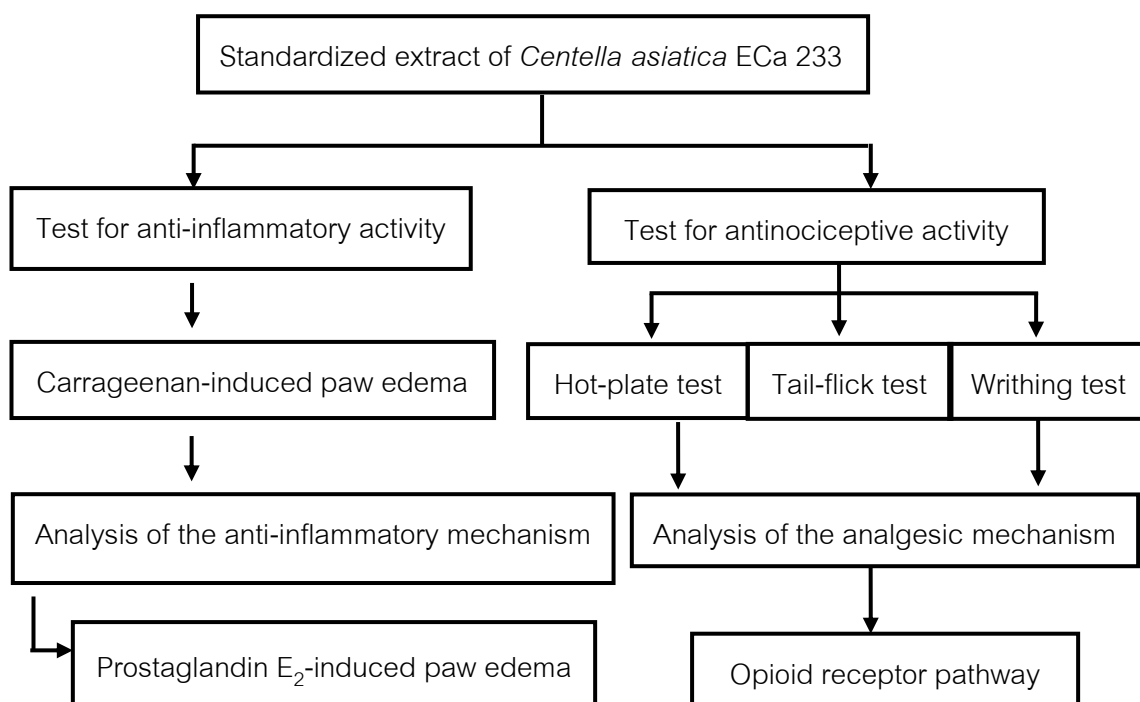 Standardized extract of Centella asiatica ECa 233
Test for anti-inflammatory activity
Test for antinociceptive activity
Carrageenan-induced paw edema
Hot-plate test
Tail-flick test
Writhing test
Analysis of the anti-inflammatory mechanism
Analysis of the analgesic mechanism
Prostaglandin E₂-induced paw edema
Opioid receptor pathway